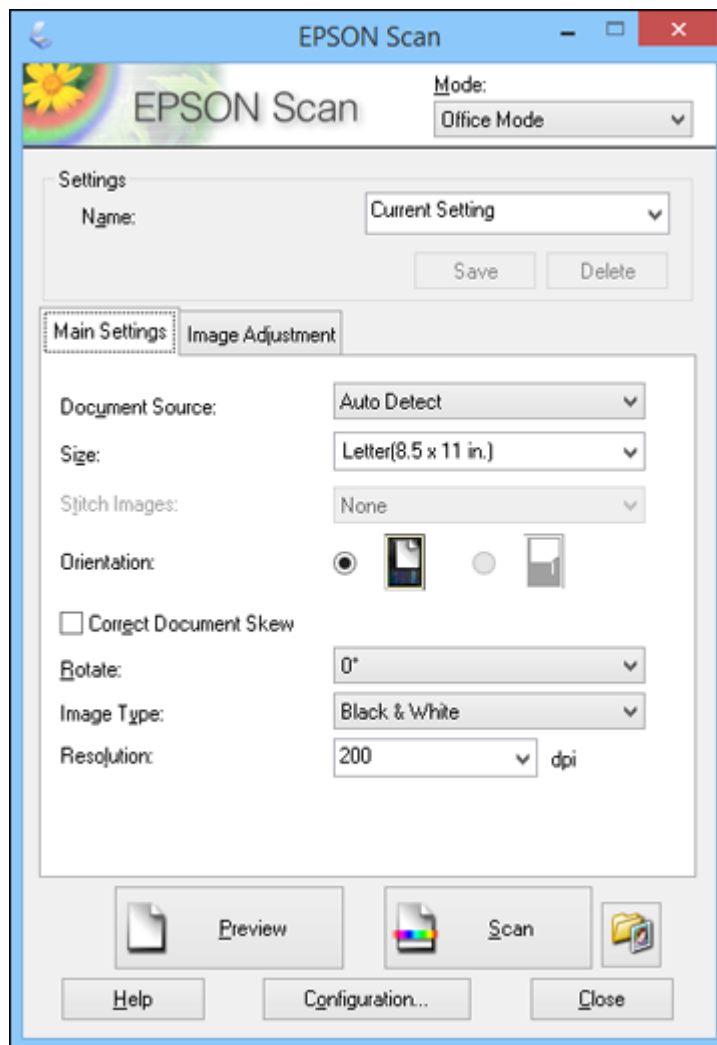 EPSON Scan
EPSON Scan
Mode:
Office Mode
Settings
Name:
Current Setting
Save
Delete
Main Settings
Image Adjustment
Document Source:
Auto Detect
Size:
Letter(8.5 x 11 in.)
Stitch Images:
None
Orientation:
Correct Document Skew
Rotate:
0°
Image Type:
Black & White
Resolution:
200
dpi
Preview
Scan
Help
Configuration...
Close